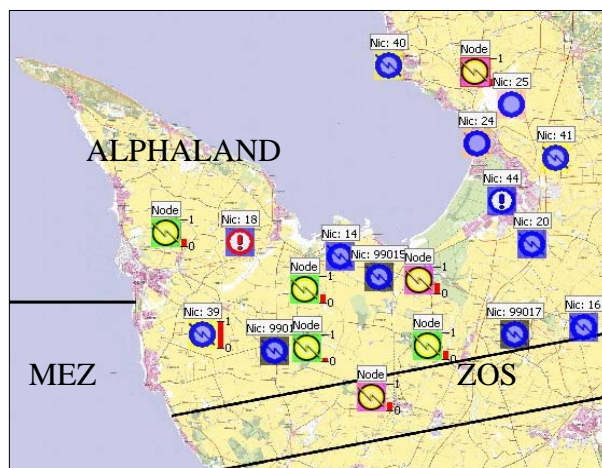 Nic: 40
Node
1
Nic: 25
Nic: 24
Nic: 41
ALPHALAND
Nic: 44
Node
1
0
Nic: 18
Nic: 20
Nic: 14
Nic: 99015
Node
1
0
Node
1
0
Nic: 39
1
0
Nic: 9901
Node
1
0
Node
1
0
Nic: 99017
Nic: 16
MEZ
ZOS
Node
1
0